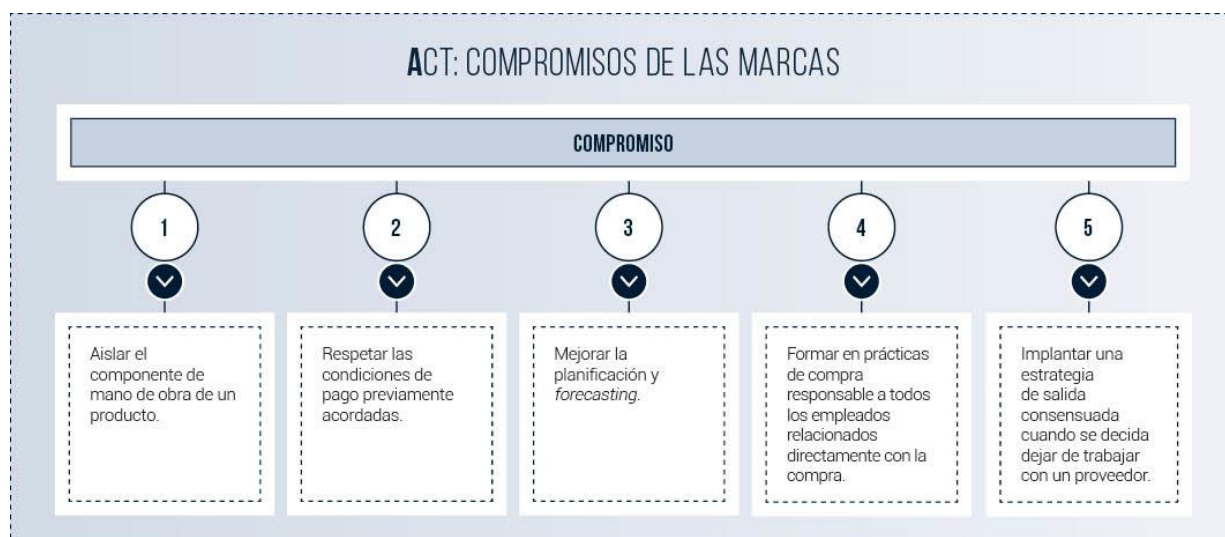 ACT: COMPROMISOS DE LAS MARCAS
COMPROMISO
1
2
3
4
5
Aislar el
componente de
mano de obra de un
producto.
Respetar las
condiciones de
pago previamente
acordadas.
Mejorar la
planificación y
forecasting.
Formar en prácticas
de compra
responsable a todos
los empleados
relacionados
directamente con la
compra.
Implantar una
estrategia
de salida
consensuada
cuando se decida
dejar de trabajar
con un proveedor.